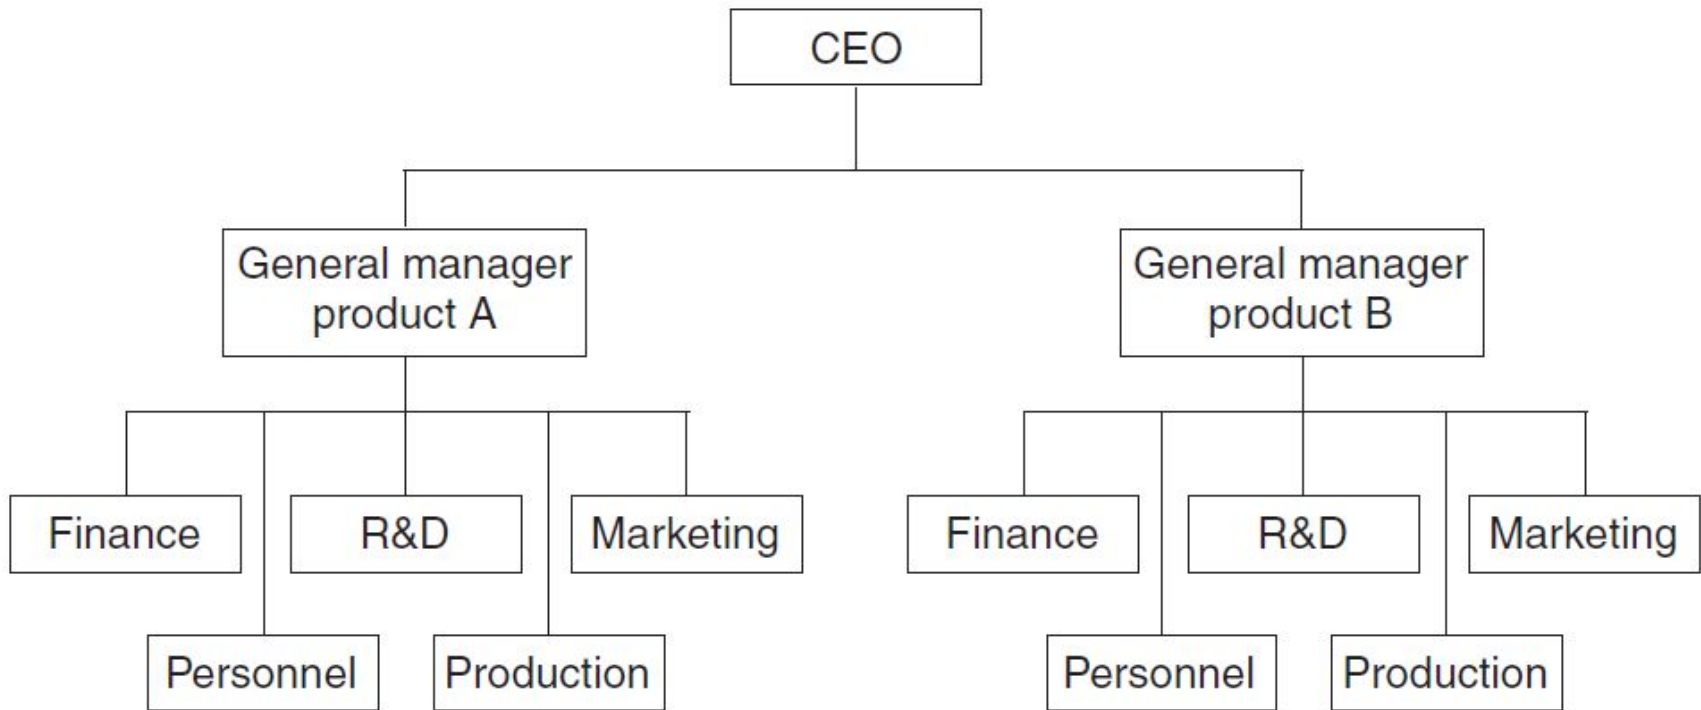 CEO
General manager
product A
General manager
product B
Finance
R&D
Marketing
Finance
R&D
Marketing
Personnel
Production
Personnel
Production